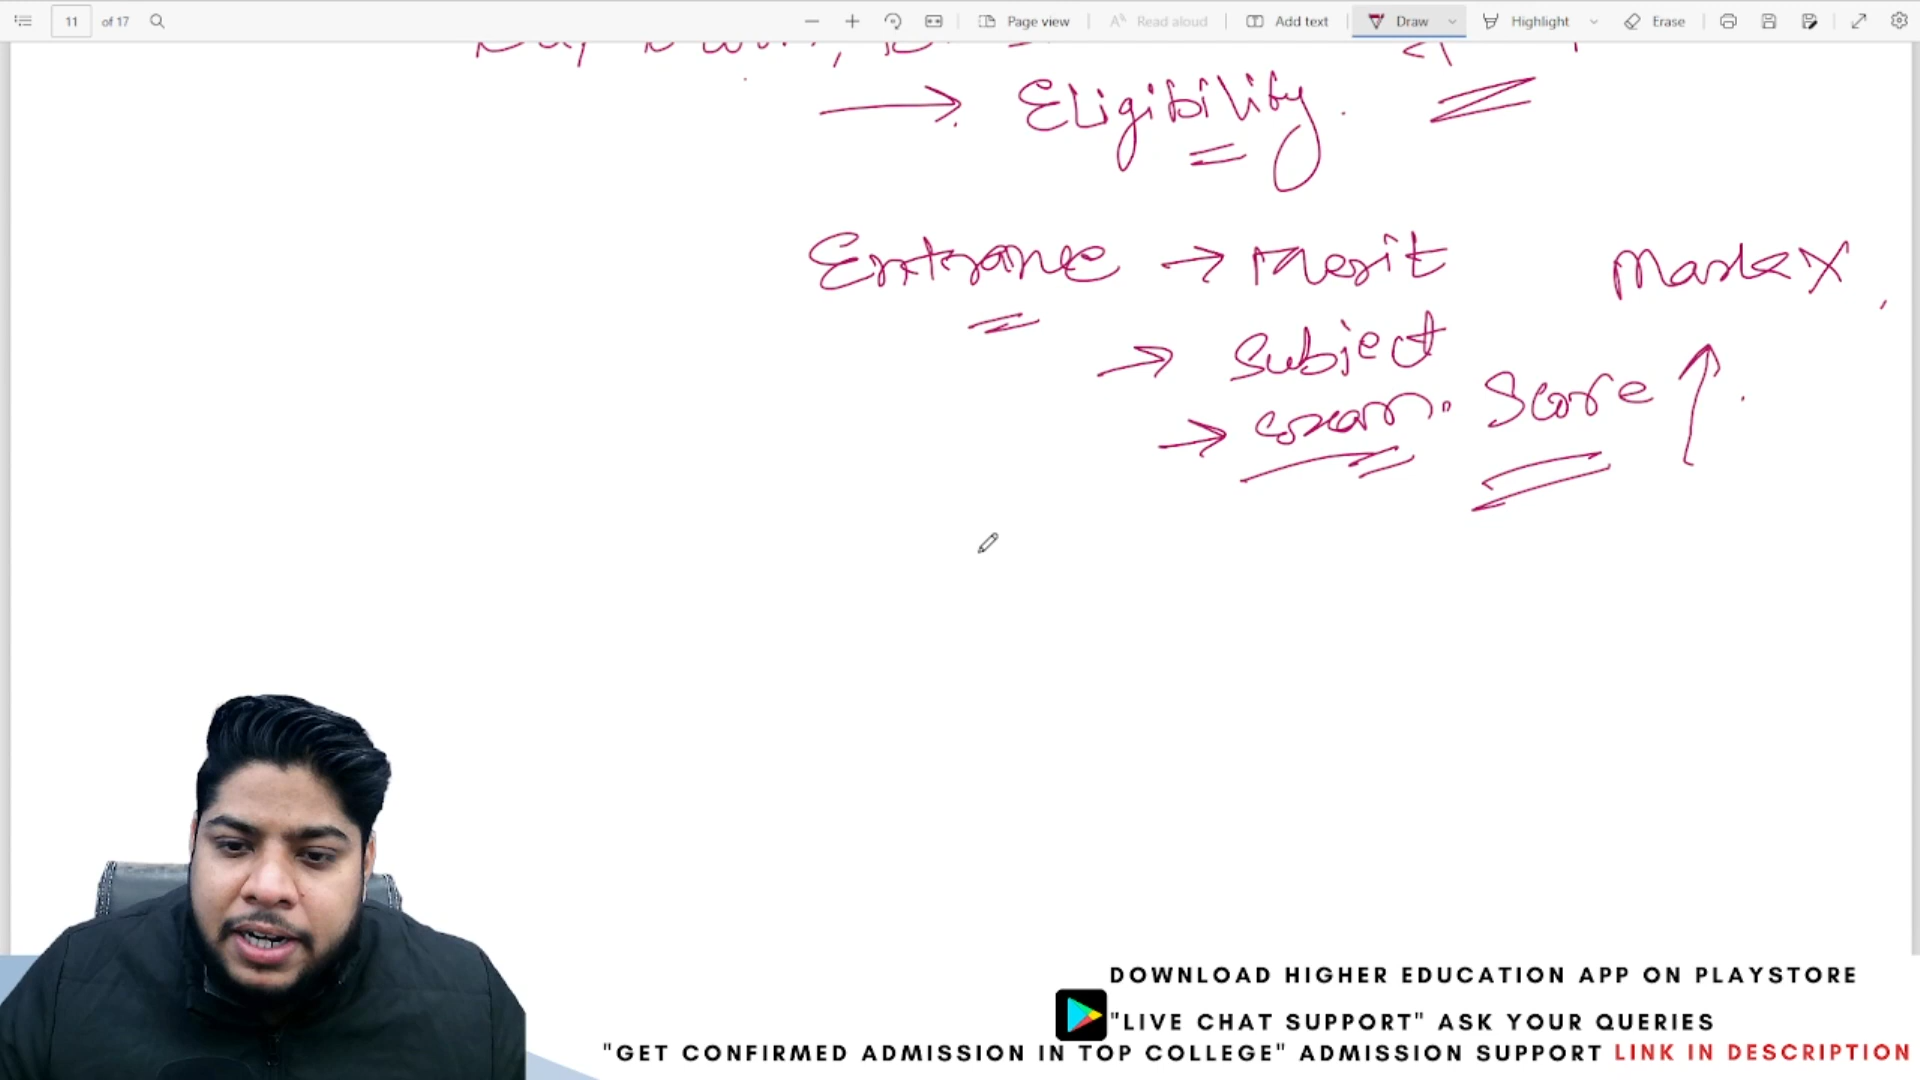 11 of 17 Page view Read aloud Add text Draw Highlight Erase
→ Eligibility.
Entrance → Merit Marks X
→ Subject
→ exam. Score ↑
DOWNLOAD HIGHER EDUCATION APP ON PLAYSTORE
"LIVE CHAT SUPPORT" ASK YOUR QUERIES
"GET CONFIRMED ADMISSION IN TOP COLLEGE" ADMISSION SUPPORT LINK IN DESCRIPTION